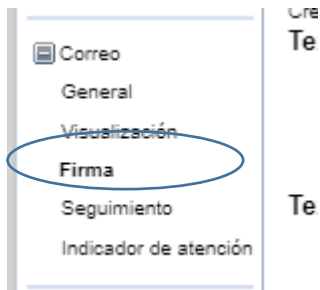 Correo
General
Visualización
Firma
Seguimiento
Indicador de atención